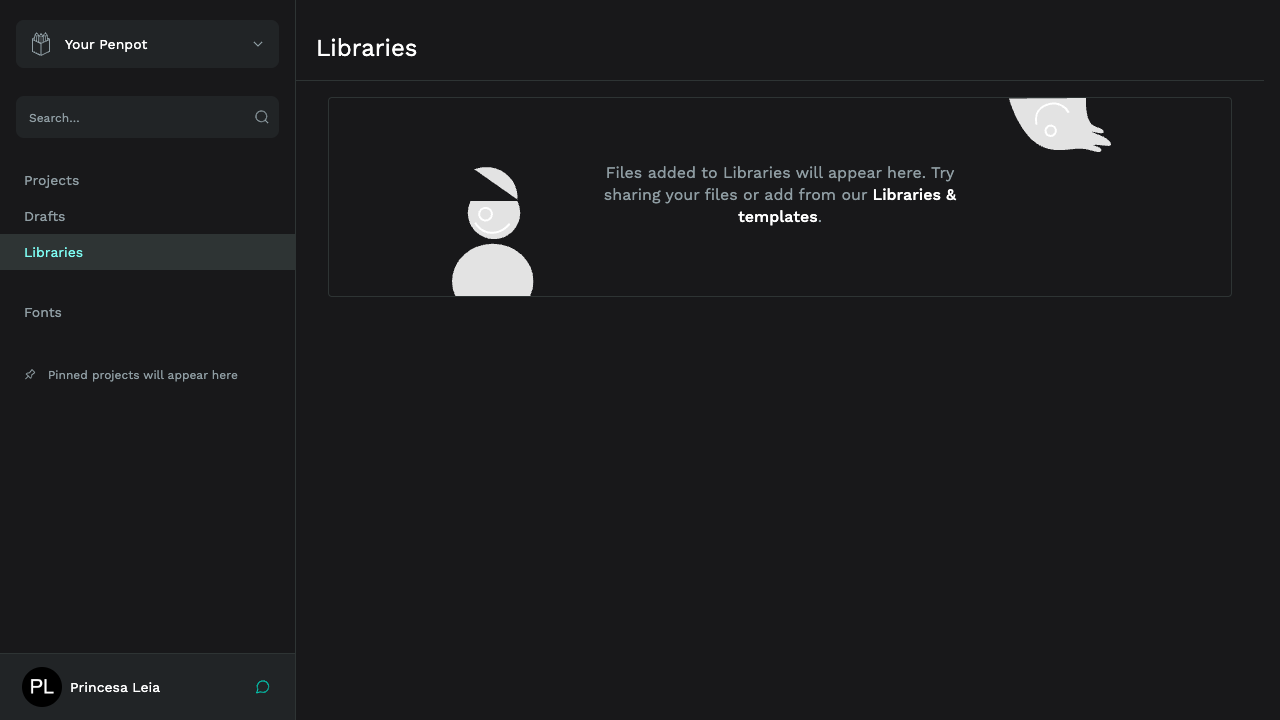 Your Penpot
Search...
Projects
Drafts
Libraries
Fonts
Pinned projects will appear here
PL
Princesa Leia
Libraries
Files added to Libraries will appear here. Try
sharing your files or add from our Libraries &
templates.